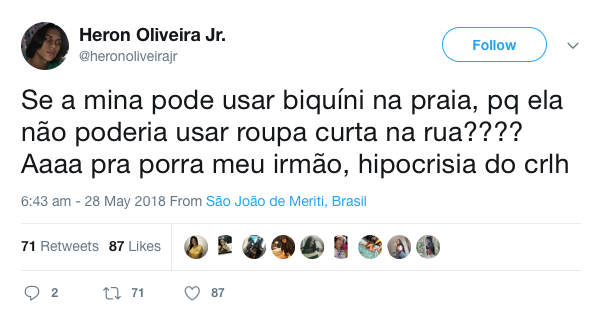 Heron Oliveira Jr.
@heronoliveirajr
Follow
Se a mina pode usar biquíni na praia, pq ela
não poderia usar roupa curta na rua????
Aaaa pra porra meu irmão, hipocrisia do crlh
6:43 am - 28 May 2018 From São João de Meriti, Brasil
71 Retweets 87 Likes
2 71 87